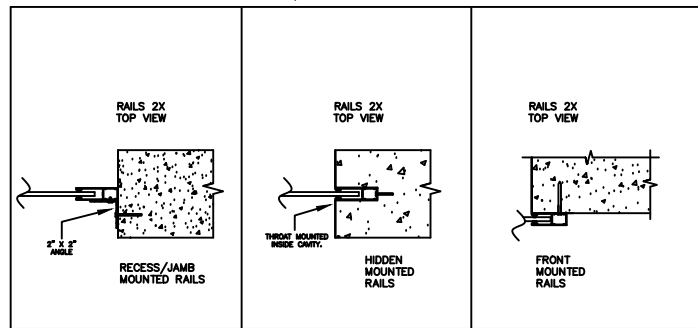 RAILS 2X
TOP VIEW
2" X 2"
ANGLE
RECESS/JAMB
MOUNTED RAILS
RAILS 2X
TOP VIEW
THROAT MOUNTED
INSIDE CAVITY.
HIDDEN
MOUNTED
RAILS
RAILS 2X
TOP VIEW
FRONT
MOUNTED
RAILS